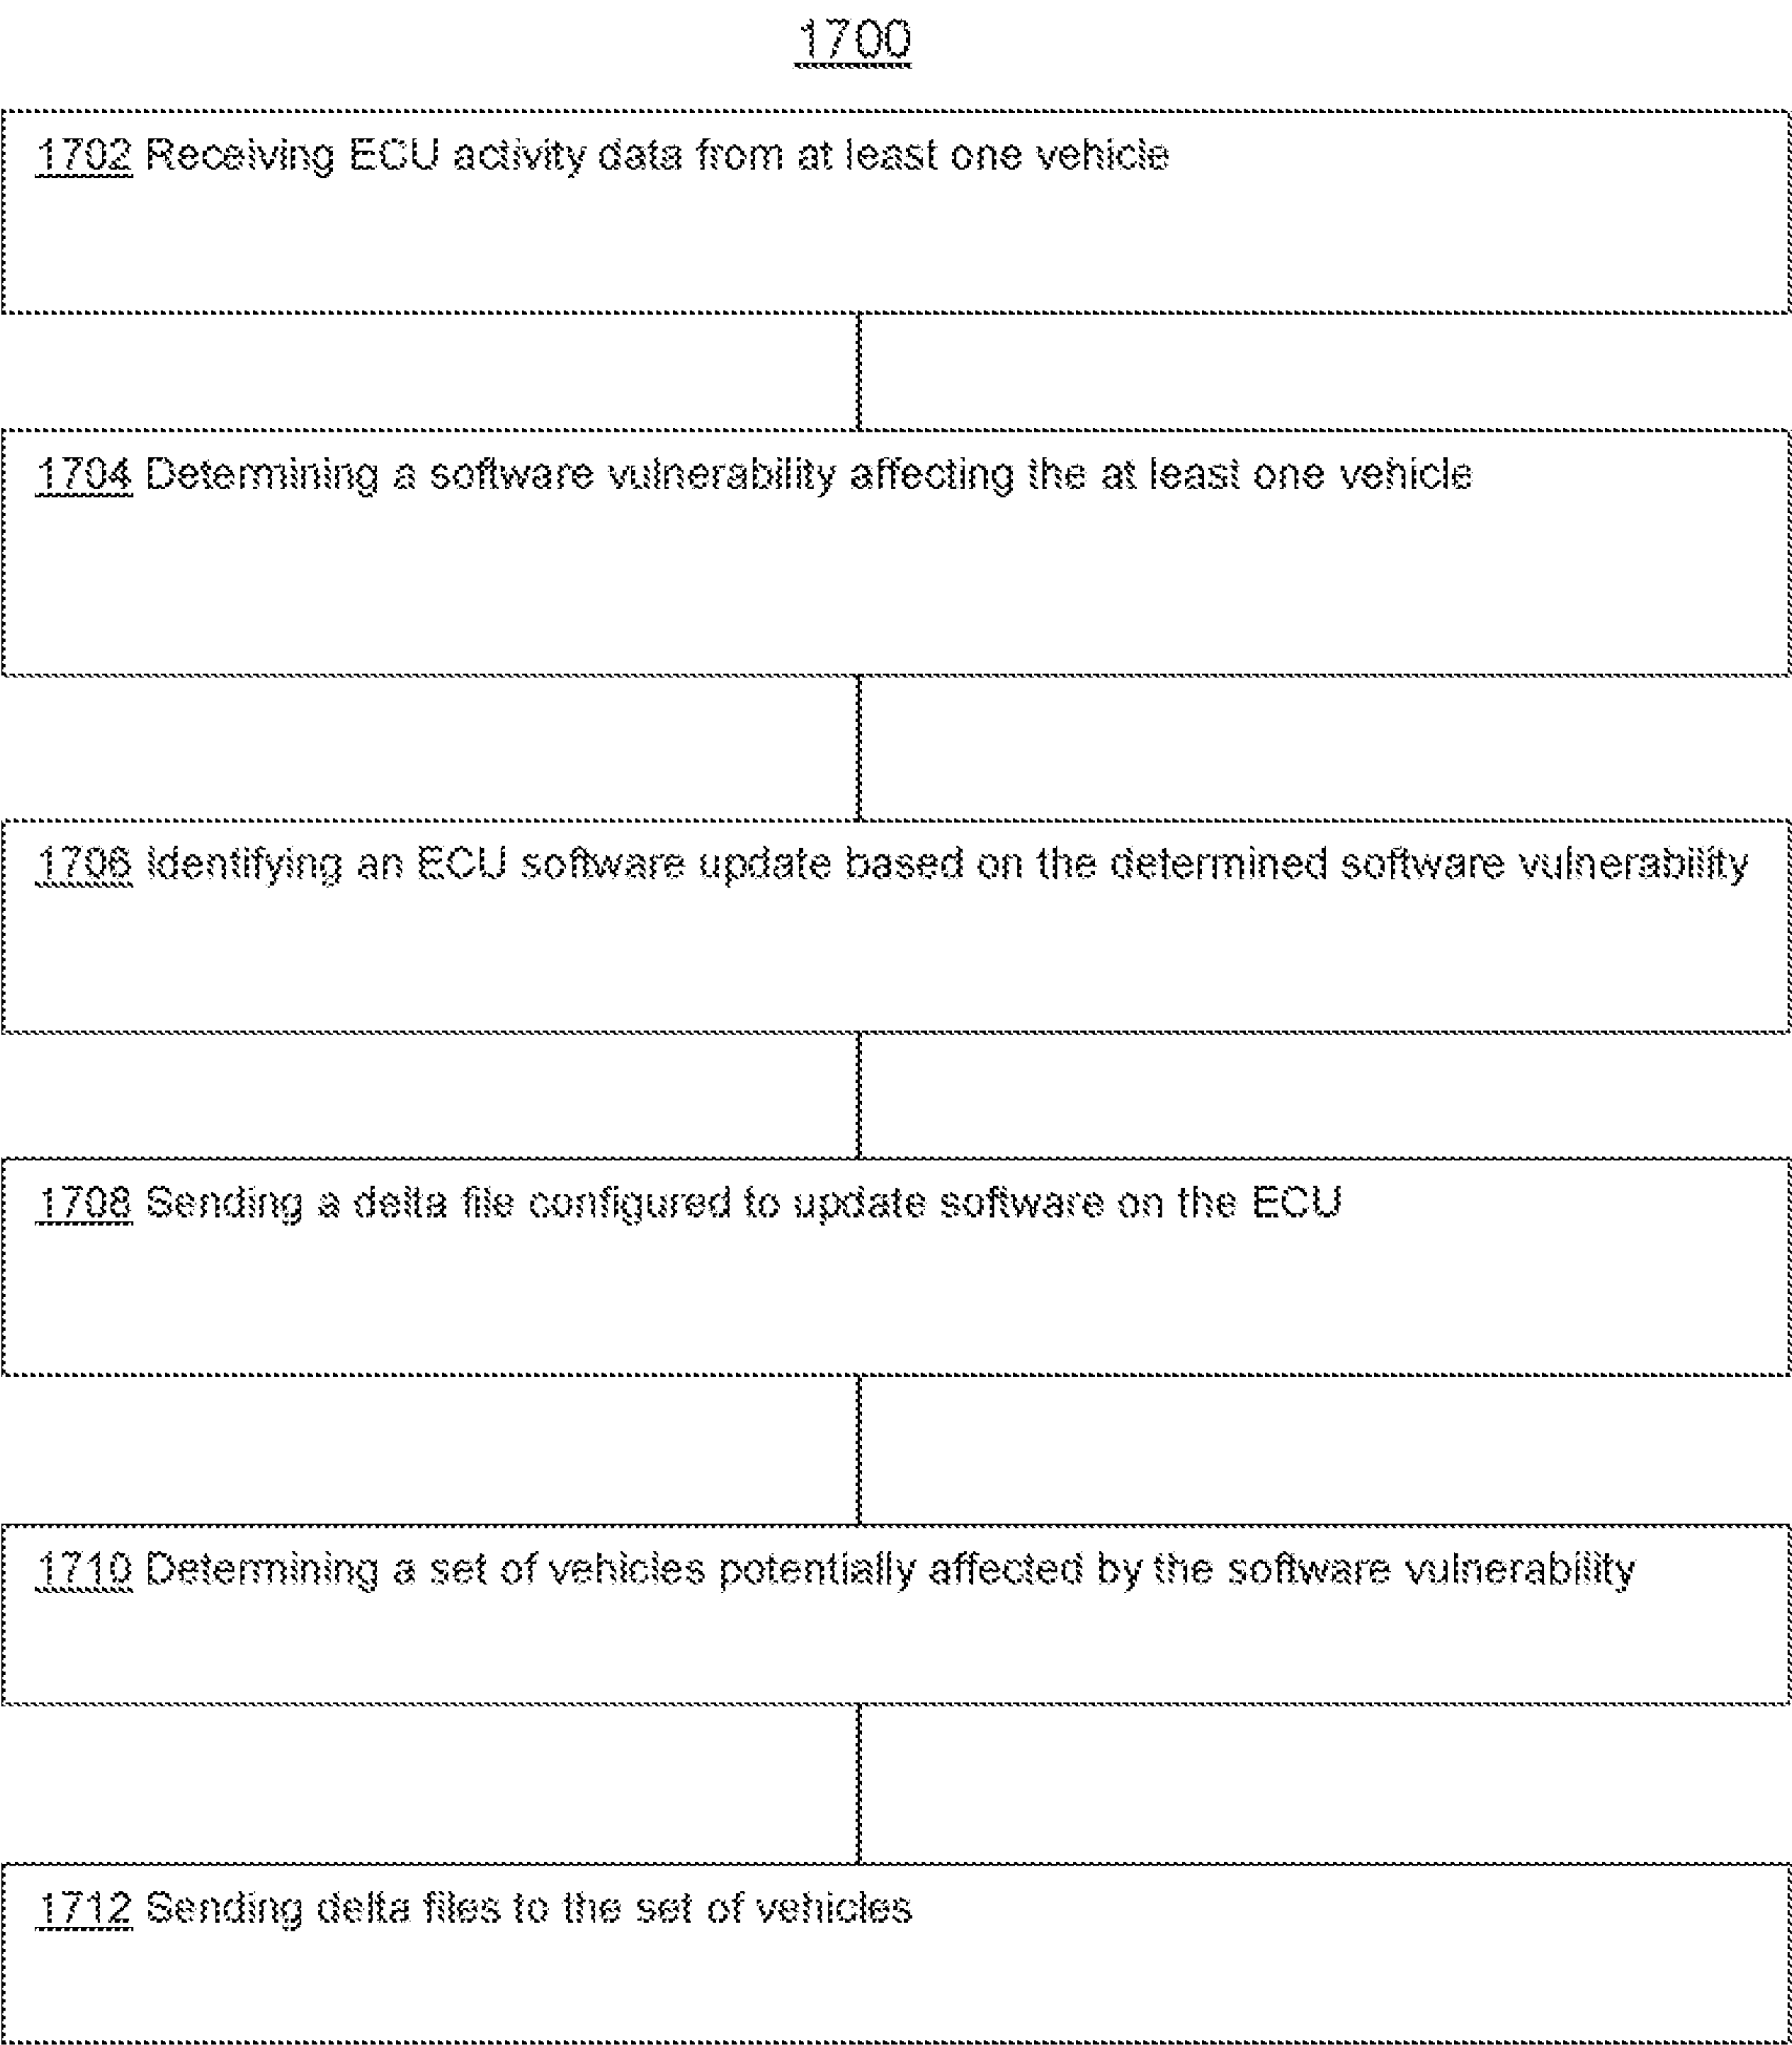 1700
1702 Receiving ECU activity data from at least one vehicle
1704 Determining a software vulnerability affecting the at least one vehicle
1706 Identifying an ECU software update based on the determined software vulnerability
1708 Sending a delta file configured to update software on the ECU
1710 Determining a set of vehicles potentially affected by the software vulnerability
1712 Sending delta files to the set of vehicles